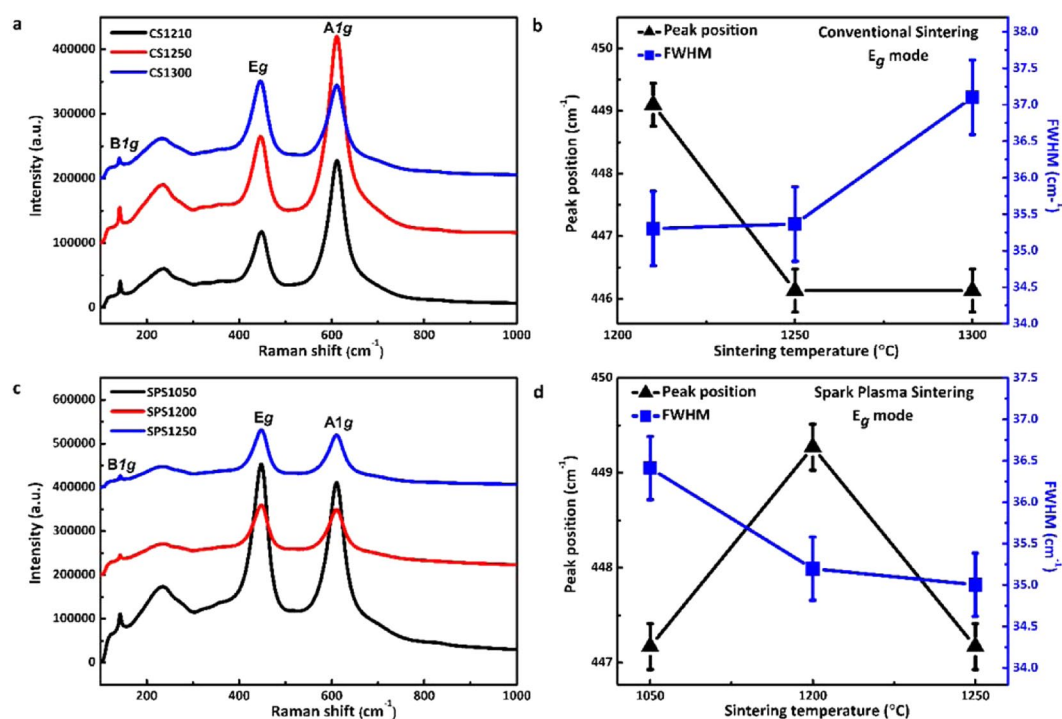 a
CS1210
CS1250
CS1300
A1g
Eg
B1g
400000
300000
200000
100000
0
Intensity (a.u.)
200 400 600 800 1000
Raman shift (cm-1)
b
Peak position
FWHM
Conventional Sintering
Eg mode
450
449
448
447
446
Peak position (cm-1)
38.0
37.5
37.0
36.5
36.0
35.5
35.0
34.5
34.0
FWHM (cm-1)
1200 1250 1300
Sintering temperature (°C)
c
SPS1050
SPS1200
SPS1250
Eg
A1g
B1g
600000
500000
400000
300000
200000
100000
0
Intensity (a.u.)
200 400 600 800 1000
Raman shift (cm-1)
d
Peak position
FWHM
Spark Plasma Sintering
Eg mode
450
449
448
447
Peak position (cm-1)
37.5
37.0
36.5
36.0
35.5
35.0
34.5
34.0
FWHM (cm-1)
1050 1200 1250
Sintering temperature (°C)